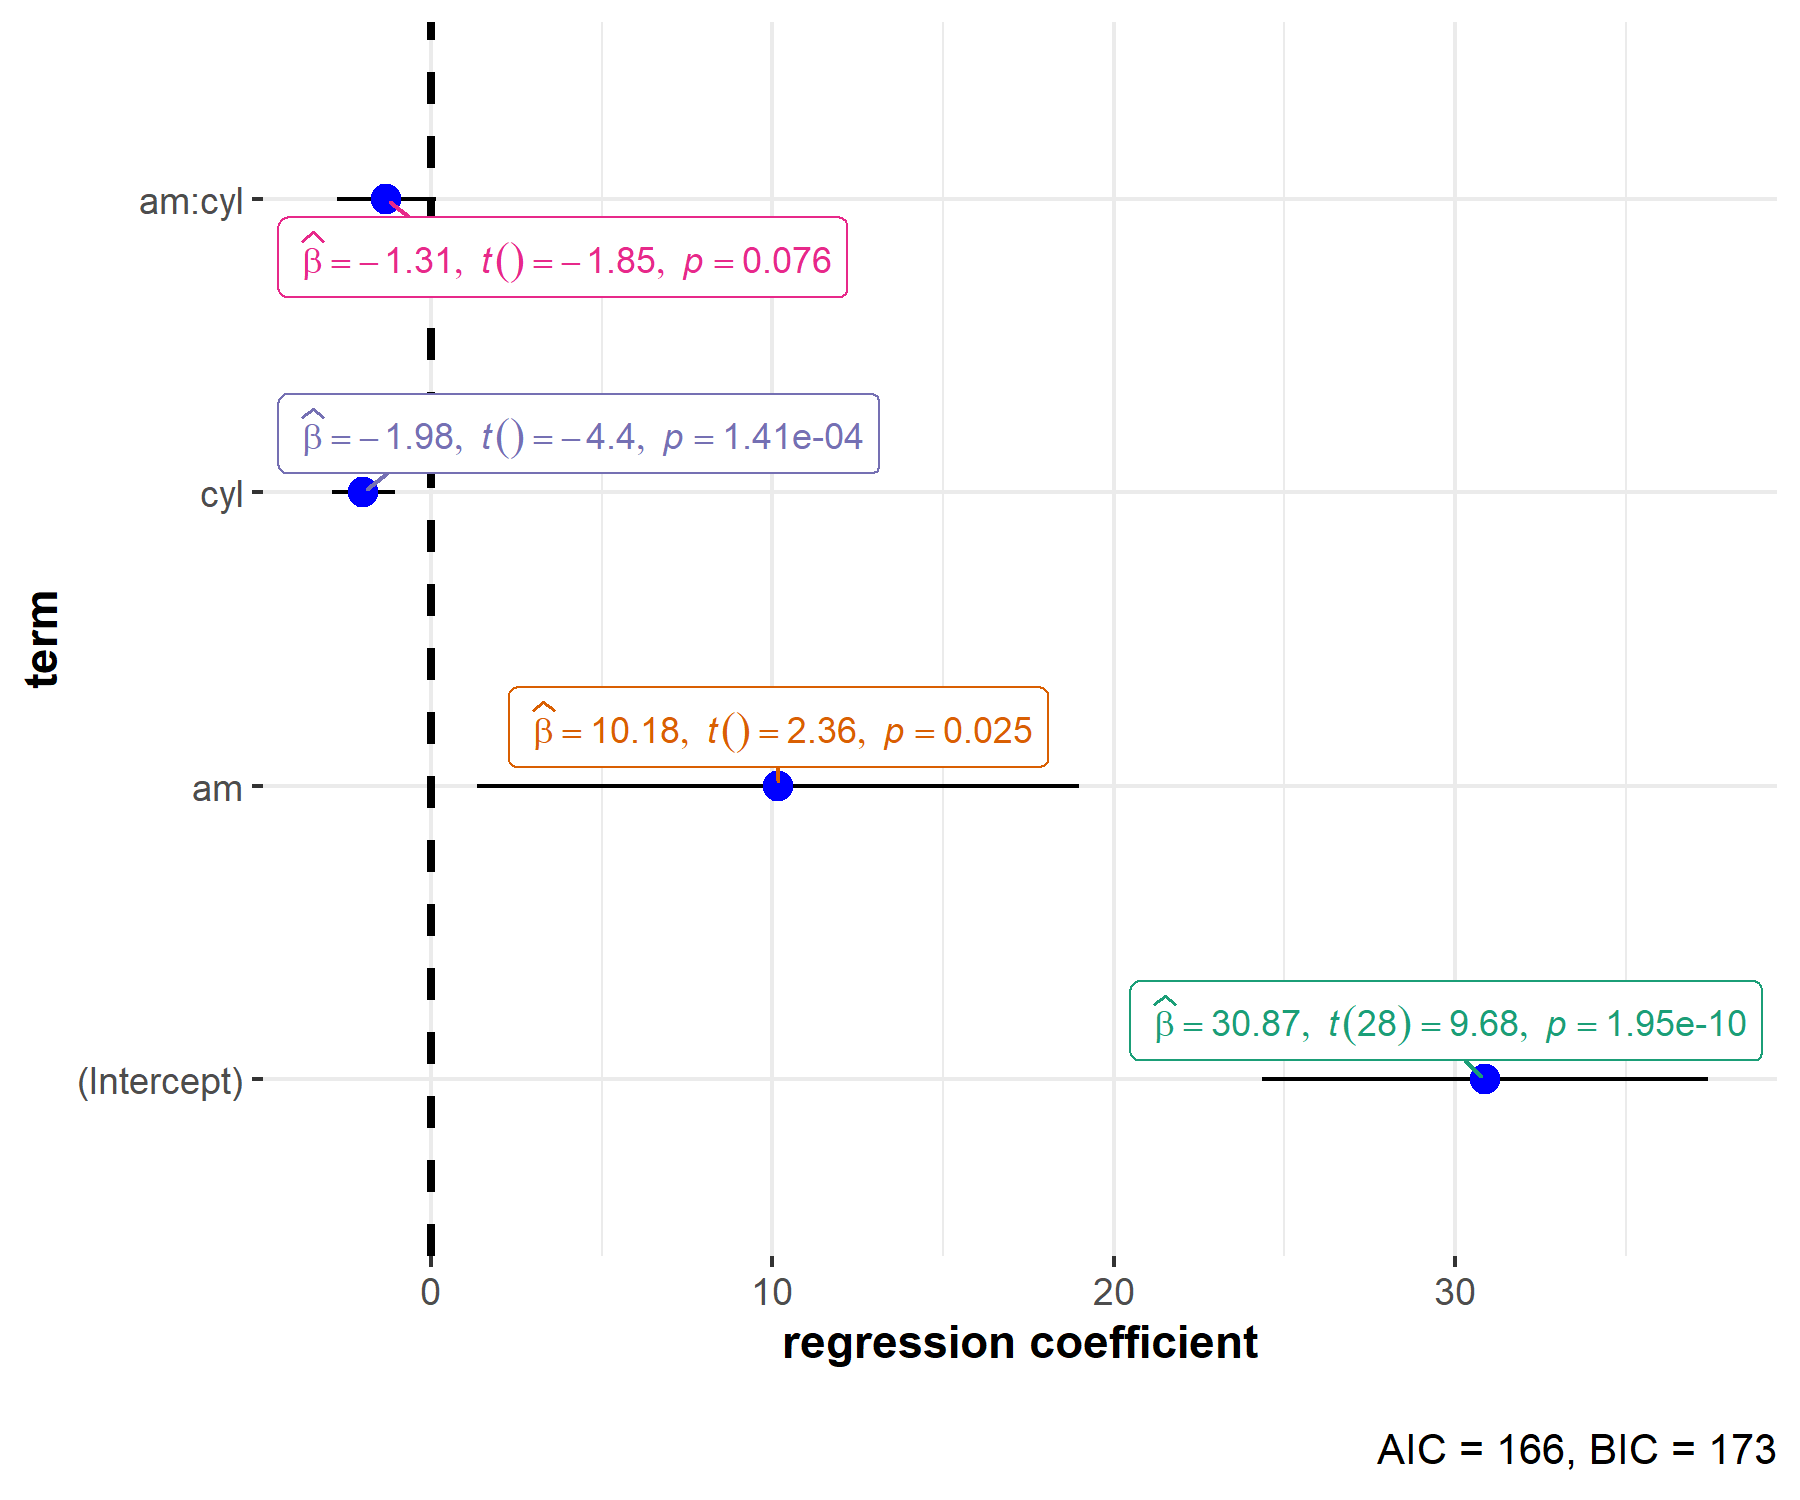 am:cyl
β̂ = −1.31, t() = −1.85, p = 0.076
β̂ = −1.98, t() = −4.4, p = 1.41e-04
cyl
term
β̂ = 10.18, t() = 2.36, p = 0.025
am
β̂ = 30.87, t(28) = 9.68, p = 1.95e-10
(Intercept)
0 10 20 30
regression coefficient
AIC = 166, BIC = 173